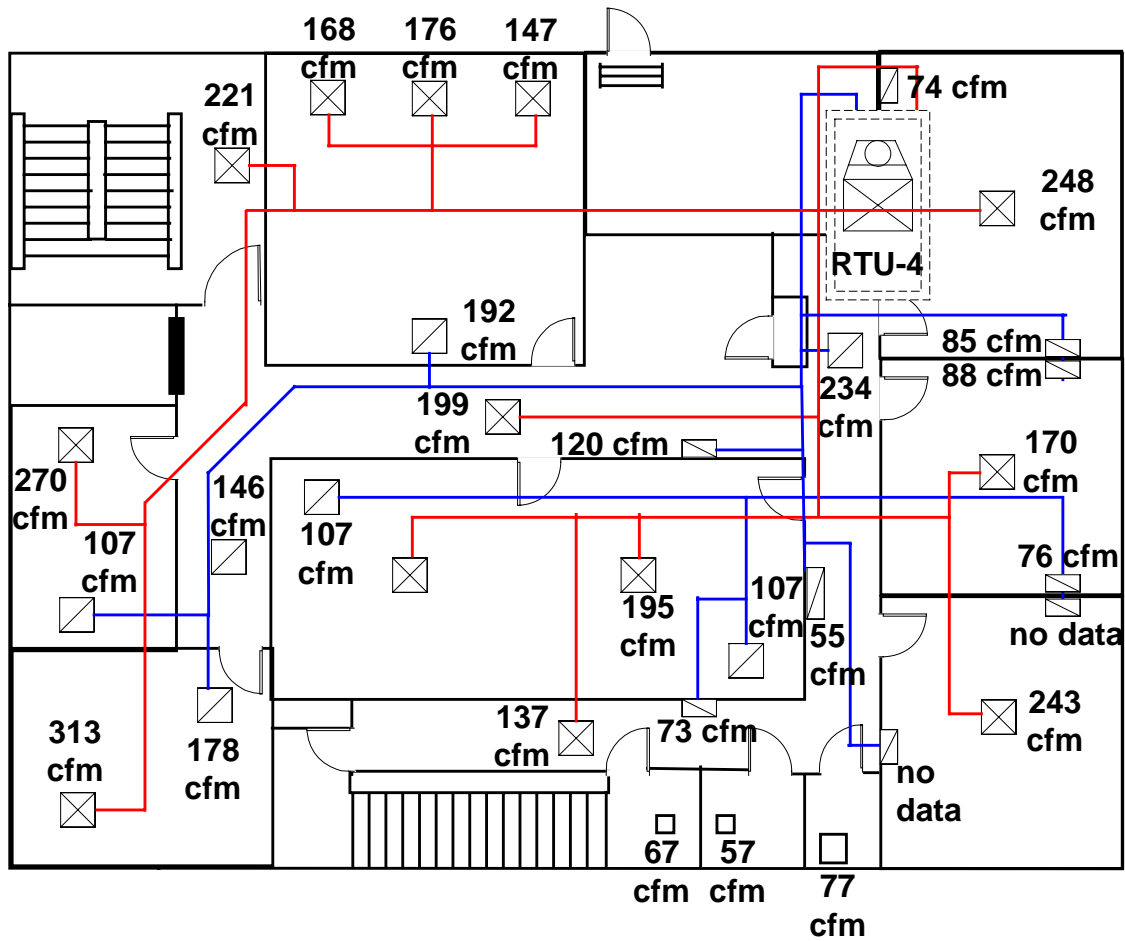 168
cfm
176
cfm
147
cfm
221
cfm
74 cfm
248
cfm
RTU-4
192
cfm
85 cfm
88 cfm
234
cfm
199
cfm
120 cfm
170
cfm
270
cfm
146
cfm
107
cfm
107
cfm
76 cfm
195
cfm
107
cfm
55
cfm
no data
137
cfm
73 cfm
243
cfm
313
cfm
178
cfm
no
data
67
cfm
57
cfm
77
cfm